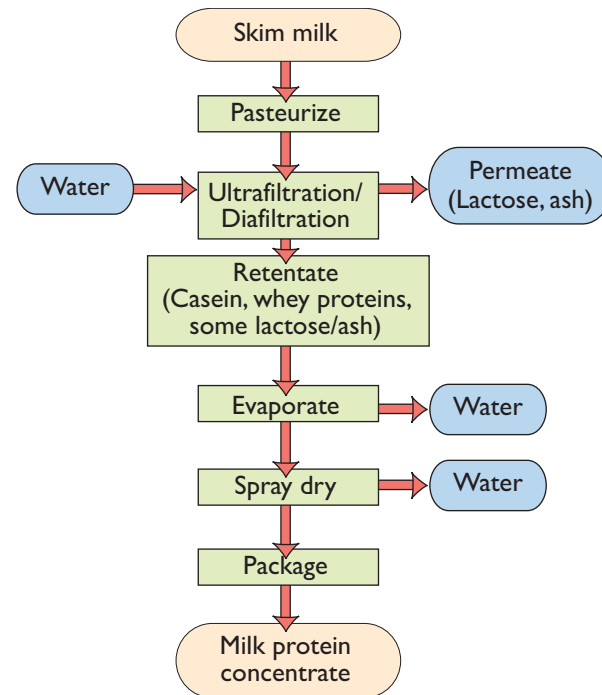 Skim milk
Pasteurize
Water
Ultrafiltration/
Diafiltration
Permeate
(Lactose, ash)
Retentate
(Casein, whey proteins,
some lactose/ash)
Evaporate
Water
Spray dry
Water
Package
Milk protein
concentrate